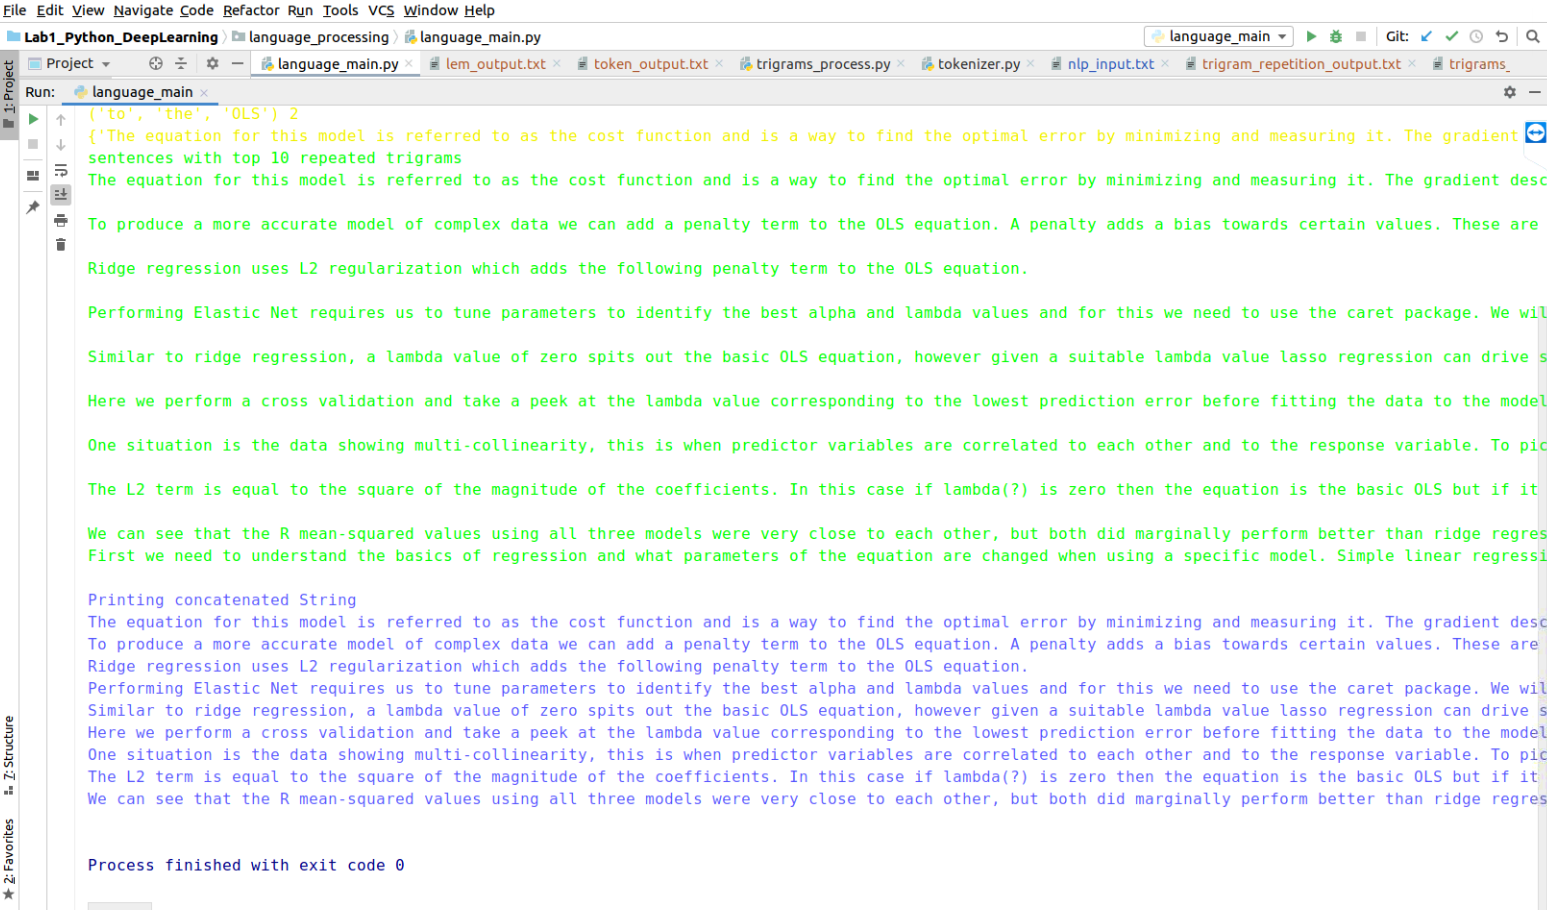 File Edit View Navigate Code Refactor Run Tools VCS Window Help
Lab1_Python_DeepLearning language_processing language_main.py language_main Git:
Project language_main.py lem_output.txt token_output.txt trigrams_process.py tokenizer.py nlp_input.txt trigram_repetition_output.txt trigrams_
1: Project
Run: language_main
('to', 'the', 'OLS') 2
{'The equation for this model is referred to as the cost function and is a way to find the optimal error by minimizing and measuring it. The gradient
sentences with top 10 repeated trigrams
The equation for this model is referred to as the cost function and is a way to find the optimal error by minimizing and measuring it. The gradient desc
To produce a more accurate model of complex data we can add a penalty term to the OLS equation. A penalty adds a bias towards certain values. These are
Ridge regression uses L2 regularization which adds the following penalty term to the OLS equation.
Performing Elastic Net requires us to tune parameters to identify the best alpha and lambda values and for this we need to use the caret package. We wil
Similar to ridge regression, a lambda value of zero spits out the basic OLS equation, however given a suitable lambda value lasso regression can drive s
Here we perform a cross validation and take a peek at the lambda value corresponding to the lowest prediction error before fitting the data to the model
One situation is the data showing multi-collinearity, this is when predictor variables are correlated to each other and to the response variable. To pic
The L2 term is equal to the square of the magnitude of the coefficients. In this case if lambda(?) is zero then the equation is the basic OLS but if it
We can see that the R mean-squared values using all three models were very close to each other, but both did marginally perform better than ridge regres
First we need to understand the basics of regression and what parameters of the equation are changed when using a specific model. Simple linear regressi
Printing concatenated String
The equation for this model is referred to as the cost function and is a way to find the optimal error by minimizing and measuring it. The gradient desc
To produce a more accurate model of complex data we can add a penalty term to the OLS equation. A penalty adds a bias towards certain values. These are
Ridge regression uses L2 regularization which adds the following penalty term to the OLS equation.
Performing Elastic Net requires us to tune parameters to identify the best alpha and lambda values and for this we need to use the caret package. We wil
Similar to ridge regression, a lambda value of zero spits out the basic OLS equation, however given a suitable lambda value lasso regression can drive s
Here we perform a cross validation and take a peek at the lambda value corresponding to the lowest prediction error before fitting the data to the model
One situation is the data showing multi-collinearity, this is when predictor variables are correlated to each other and to the response variable. To pic
The L2 term is equal to the square of the magnitude of the coefficients. In this case if lambda(?) is zero then the equation is the basic OLS but if it
We can see that the R mean-squared values using all three models were very close to each other, but both did marginally perform better than ridge regres
7: Structure
2: Favorites
Process finished with exit code 0